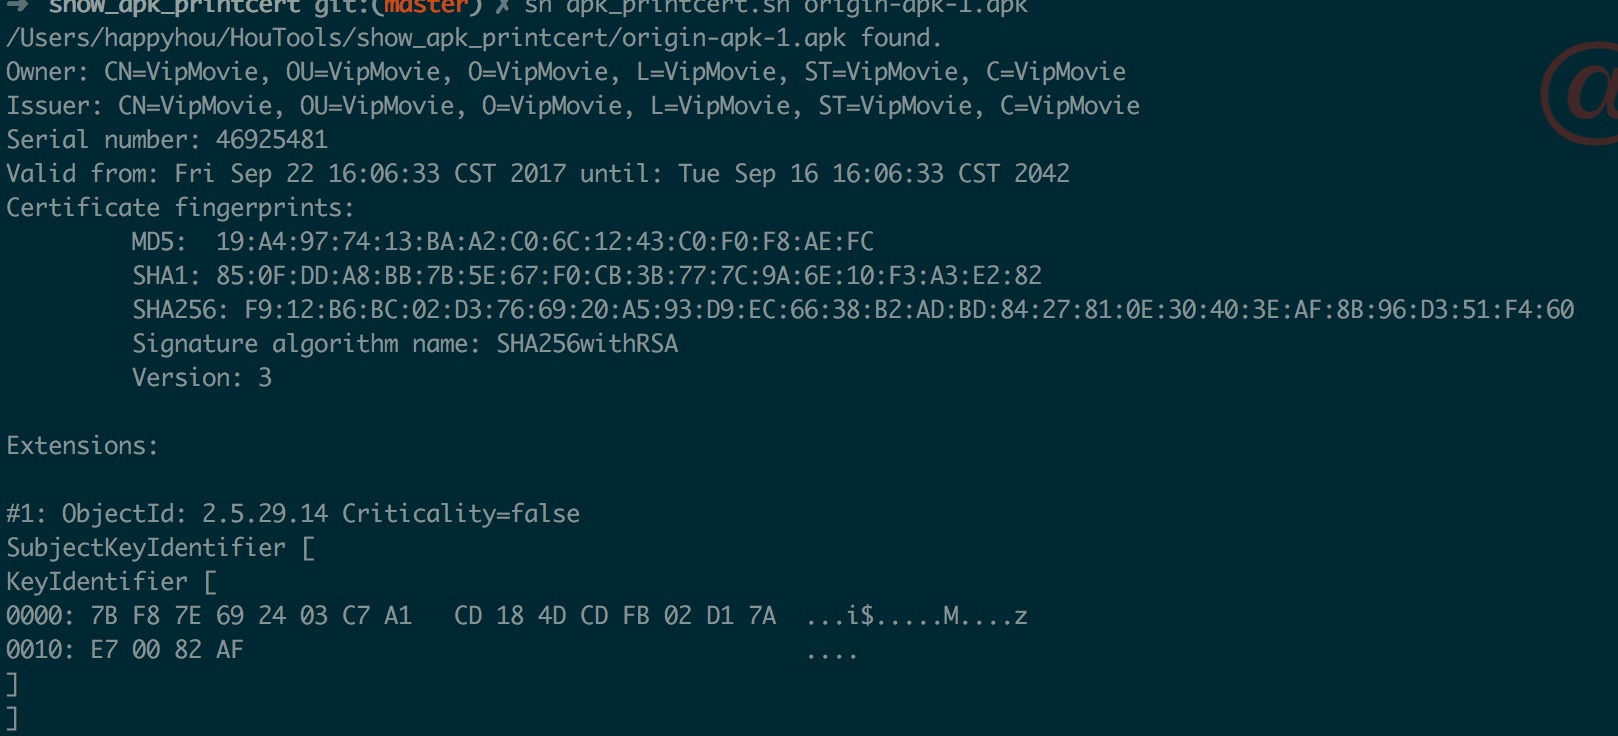 ➜ show_apk_printcert git:(master) ✗ sh apk_printcert.sh origin-apk-1.apk
/Users/happyhou/HouTools/show_apk_printcert/origin-apk-1.apk found.
Owner: CN=VipMovie, OU=VipMovie, O=VipMovie, L=VipMovie, ST=VipMovie, C=VipMovie
Issuer: CN=VipMovie, OU=VipMovie, O=VipMovie, L=VipMovie, ST=VipMovie, C=VipMovie
Serial number: 46925481
Valid from: Fri Sep 22 16:06:33 CST 2017 until: Tue Sep 16 16:06:33 CST 2042
Certificate fingerprints:
MD5: 19:A4:97:74:13:BA:A2:C0:6C:12:43:C0:F0:F8:AE:FC
SHA1: 85:0F:DD:A8:BB:7B:5E:67:F0:CB:3B:77:7C:9A:6E:10:F3:A3:E2:82
SHA256: F9:12:B6:BC:02:D3:76:69:20:A5:93:D9:EC:66:38:B2:AD:BD:84:27:81:0E:30:40:3E:AF:8B:96:D3:51:F4:60
Signature algorithm name: SHA256withRSA
Version: 3
Extensions:
#1: ObjectId: 2.5.29.14 Criticality=false
SubjectKeyIdentifier [
KeyIdentifier [
0000: 7B F8 7E 69 24 03 C7 A1   CD 18 4D CD FB 02 D1 7A  ...i$.....M....z
0010: E7 00 82 AF                                        ....
]
]
@